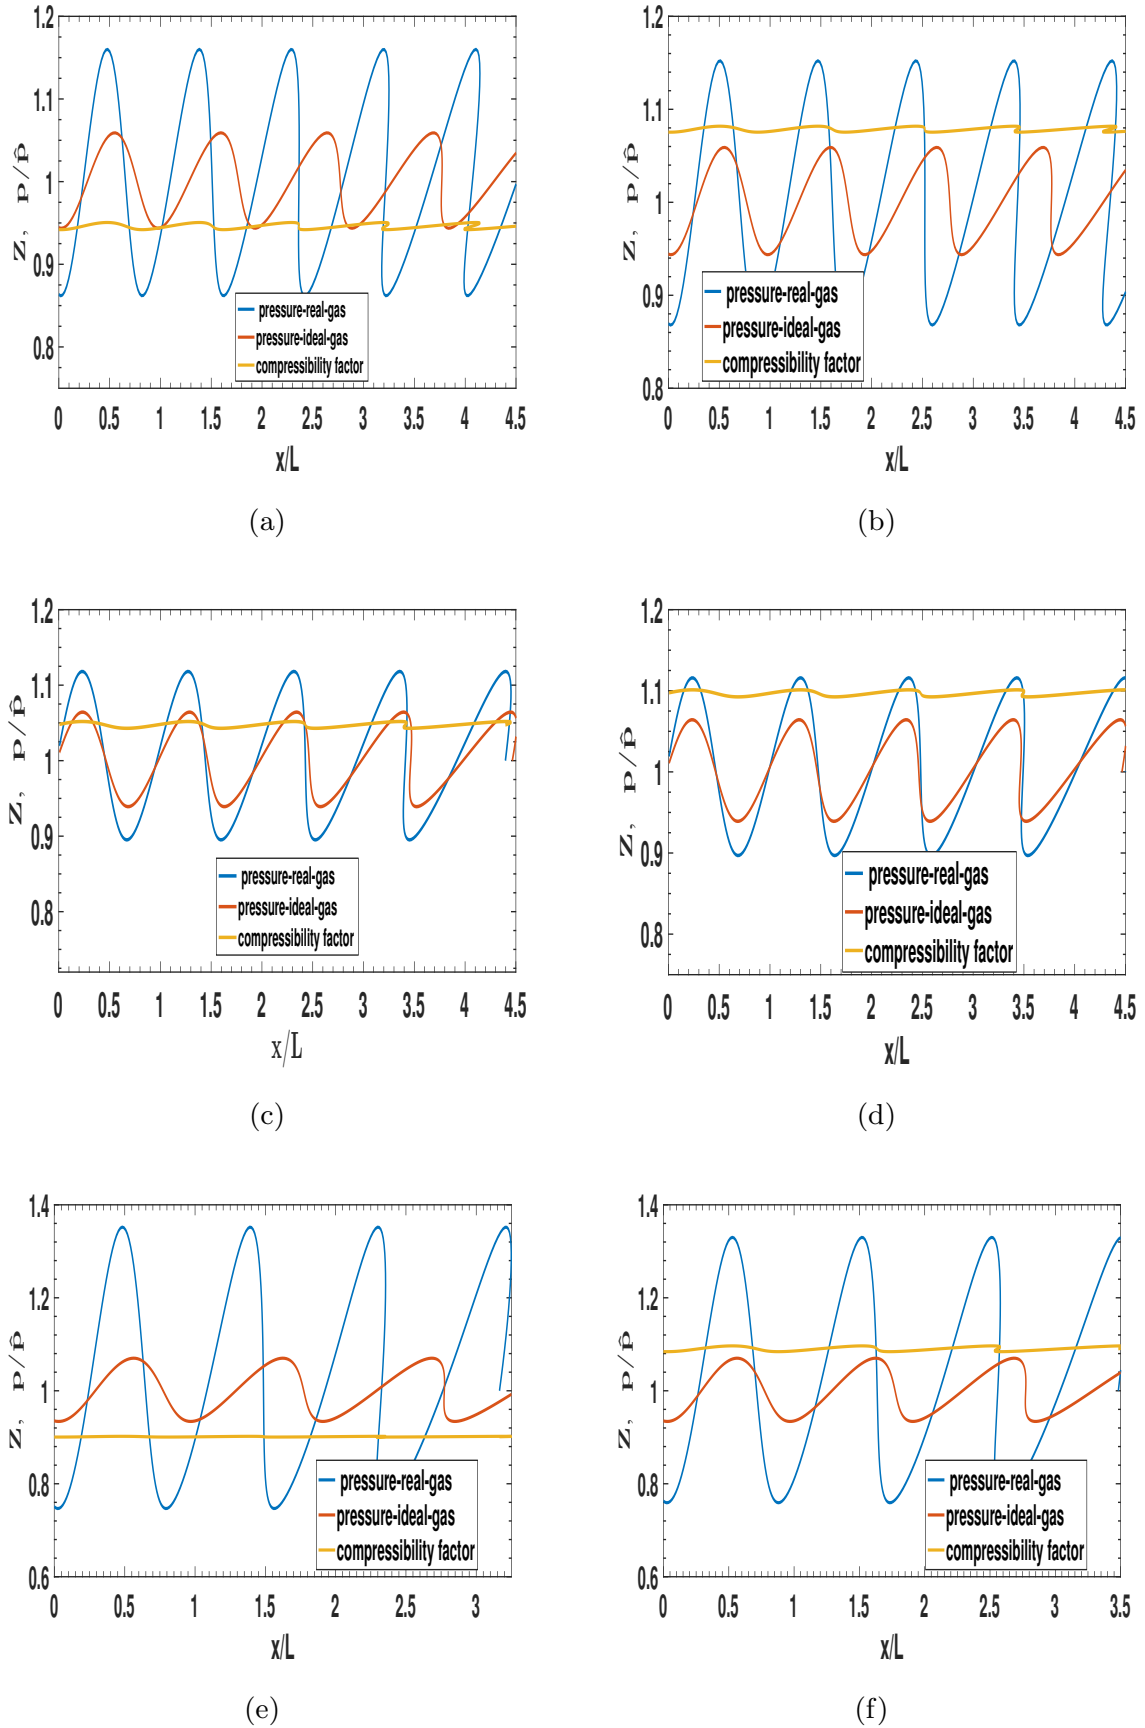 1.2
1.1
1
0.9
0.8
Z, p/p̂
0 0.5 1 1.5 2 2.5 3 3.5 4 4.5
x/L
pressure-real-gas
pressure-ideal-gas
compressibility factor
(a)
1.2
1.1
1
0.9
0.8
Z, p/p̂
0 0.5 1 1.5 2 2.5 3 3.5 4 4.5
x/L
pressure-real-gas
pressure-ideal-gas
compressibility factor
(b)
1.2
1.1
1
0.9
0.8
Z, p/p̂
0 0.5 1 1.5 2 2.5 3 3.5 4 4.5
x/L
pressure-real-gas
pressure-ideal-gas
compressibility factor
(c)
1.2
1.1
1
0.9
0.8
Z, p/p̂
0 0.5 1 1.5 2 2.5 3 3.5 4 4.5
x/L
pressure-real-gas
pressure-ideal-gas
compressibility factor
(d)
1.4
1.2
1
0.8
0.6
Z, p/p̂
0 0.5 1 1.5 2 2.5 3
x/L
pressure-real-gas
pressure-ideal-gas
compressibility factor
(e)
1.4
1.2
1
0.8
0.6
Z, p/p̂
0 0.5 1 1.5 2 2.5 3 3.5
x/L
pressure-real-gas
pressure-ideal-gas
compressibility factor
(f)